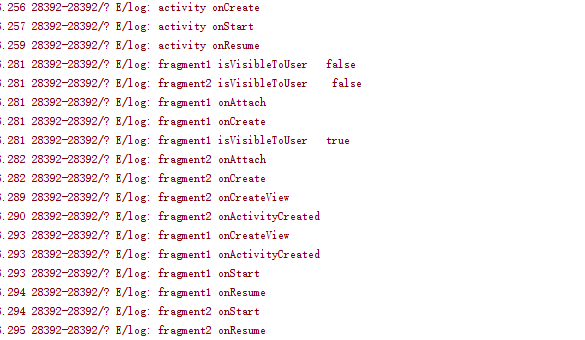 .256 28392-28392/? E/log: activity onCreate
.257 28392-28392/? E/log: activity onStart
.259 28392-28392/? E/log: activity onResume
.281 28392-28392/? E/log: fragment1 isVisibleToUser   false
.281 28392-28392/? E/log: fragment2 isVisibleToUser    false
.281 28392-28392/? E/log: fragment1 onAttach
.281 28392-28392/? E/log: fragment1 onCreate
.281 28392-28392/? E/log: fragment1 isVisibleToUser   true
.282 28392-28392/? E/log: fragment2 onAttach
.282 28392-28392/? E/log: fragment2 onCreate
.289 28392-28392/? E/log: fragment2 onCreateView
.290 28392-28392/? E/log: fragment2 onActivityCreated
.293 28392-28392/? E/log: fragment1 onCreateView
.293 28392-28392/? E/log: fragment1 onActivityCreated
.293 28392-28392/? E/log: fragment1 onStart
.294 28392-28392/? E/log: fragment1 onResume
.294 28392-28392/? E/log: fragment2 onStart
.295 28392-28392/? E/log: fragment2 onResume